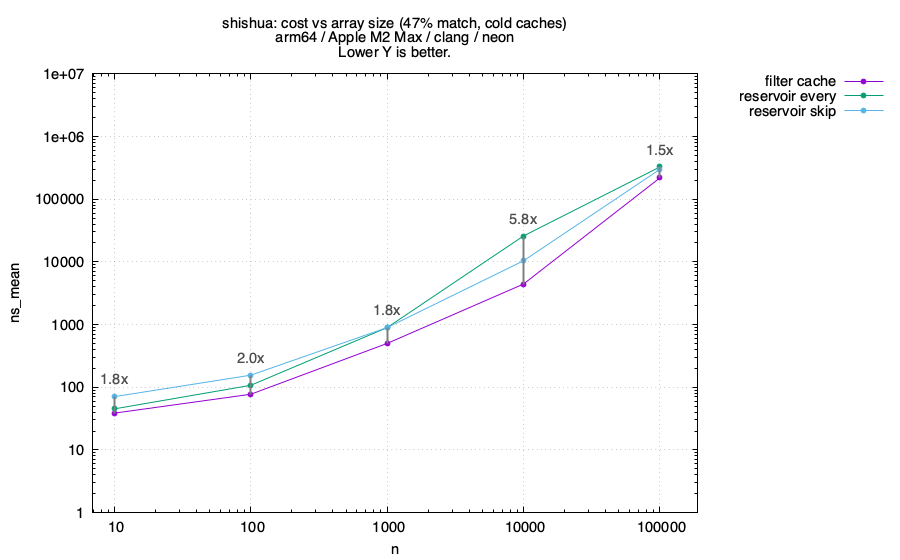 shishua: cost vs array size (47% match, cold caches)
arm64 / Apple M2 Max / clang / neon
Lower Y is better.
filter cache
reservoir every
reservoir skip
1e+07
1e+06
100000
10000
1000
100
10
1
ns_mean
1.8x
2.0x
1.8x
5.8x
1.5x
10
100
1000
10000
100000
n